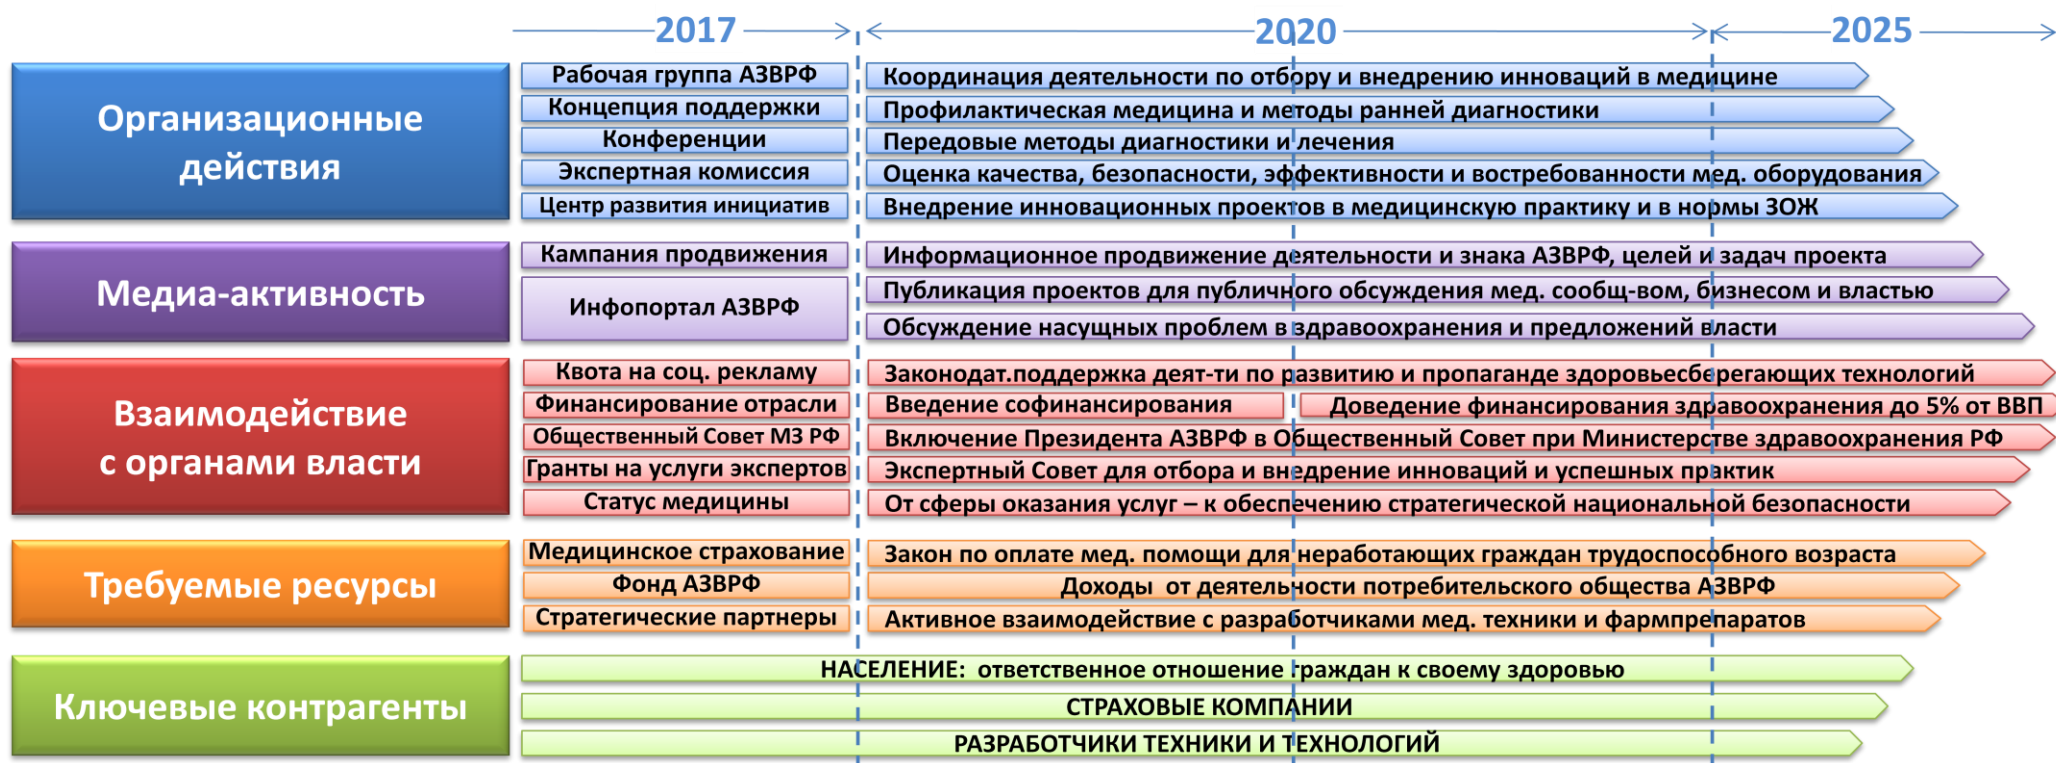 2017
2020
2025
Организационные
действия
Рабочая группа АЗВРФ
Координация деятельности по отбору и внедрению инноваций в медицине
Концепция поддержки
Профилактическая медицина и методы ранней диагностики
Конференции
Передовые методы диагностики и лечения
Экспертная комиссия
Оценка качества, безопасности, эффективности и востребованности мед. оборудования
Центр развития инициатив
Внедрение инновационных проектов в медицинскую практику и в нормы ЗОЖ
Медиа-активность
Кампания продвижения
Информационное продвижение деятельности и знака АЗВРФ, целей и задач проекта
Инфопортал АЗВРФ
Публикация проектов для публичного обсуждения мед. сообщ-вом, бизнесом и властью
Обсуждение насущных проблем в здравоохранения и предложений власти
Взаимодействие
с органами власти
Квота на соц. рекламу
Законодат.поддержка деят-ти по развитию и пропаганде здоровьесберегающих технологий
Финансирование отрасли
Введение софинансирования
Доведение финансирования здравоохранения до 5% от ВВП
Общественный Совет МЗ РФ
Включение Президента АЗВРФ в Общественный Совет при Министерстве здравоохранения РФ
Гранты на услуги экспертов
Экспертный Совет для отбора и внедрение инноваций и успешных практик
Статус медицины
От сферы оказания услуг – к обеспечению стратегической национальной безопасности
Требуемые ресурсы
Медицинское страхование
Закон по оплате мед. помощи для неработающих граждан трудоспособного возраста
Фонд АЗВРФ
Доходы от деятельности потребительского общества АЗВРФ
Стратегические партнеры
Активное взаимодействие с разработчиками мед. техники и фармпрепаратов
Ключевые контрагенты
НАСЕЛЕНИЕ: ответственное отношение граждан к своему здоровью
СТРАХОВЫЕ КОМПАНИИ
РАЗРАБОТЧИКИ ТЕХНИКИ И ТЕХНОЛОГИЙ